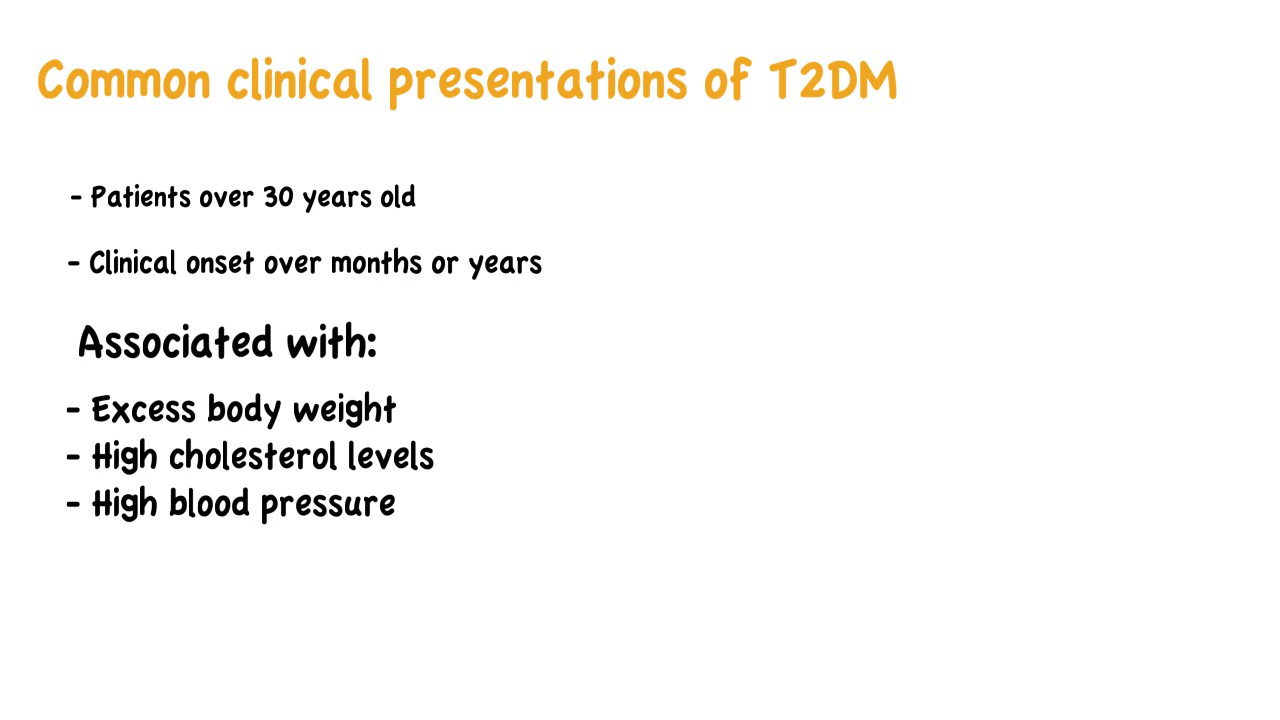 Common clinical presentations of T2DM
- Patients over 30 years old
- Clinical onset over months or years
Associated with:
- Excess body weight
- High cholesterol levels
- High blood pressure